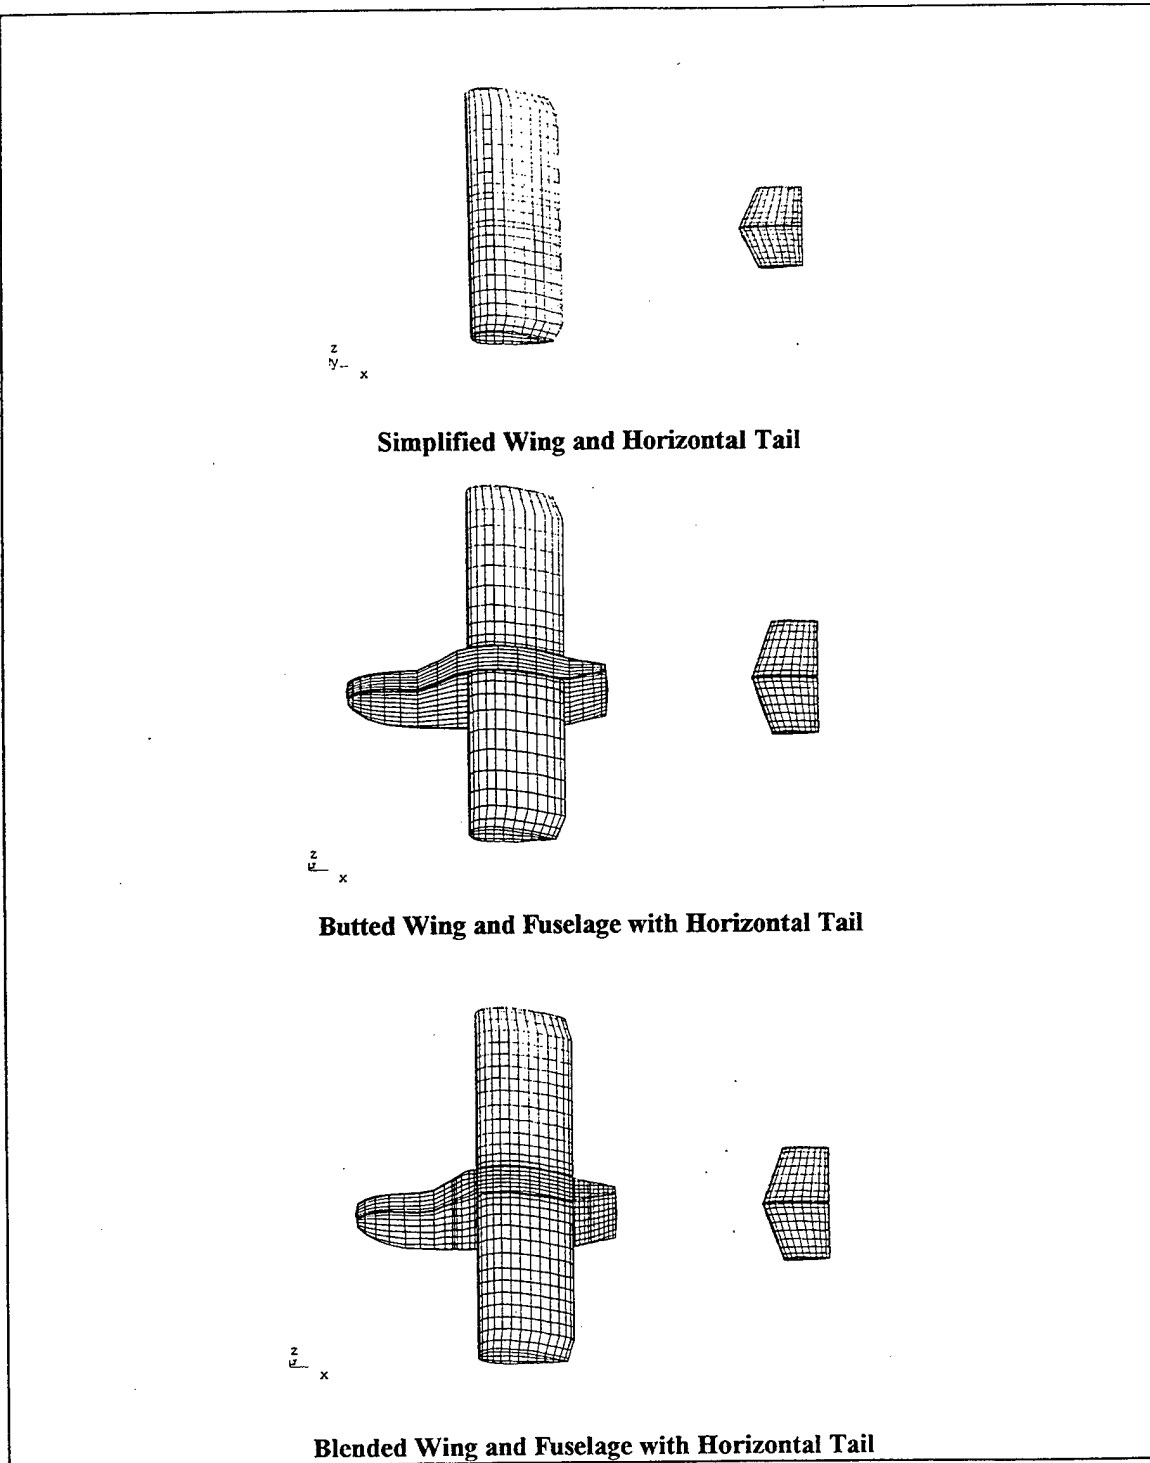 z
y
x
Simplified Wing and Horizontal Tail
z
x
Butted Wing and Fuselage with Horizontal Tail
z
x
Blended Wing and Fuselage with Horizontal Tail